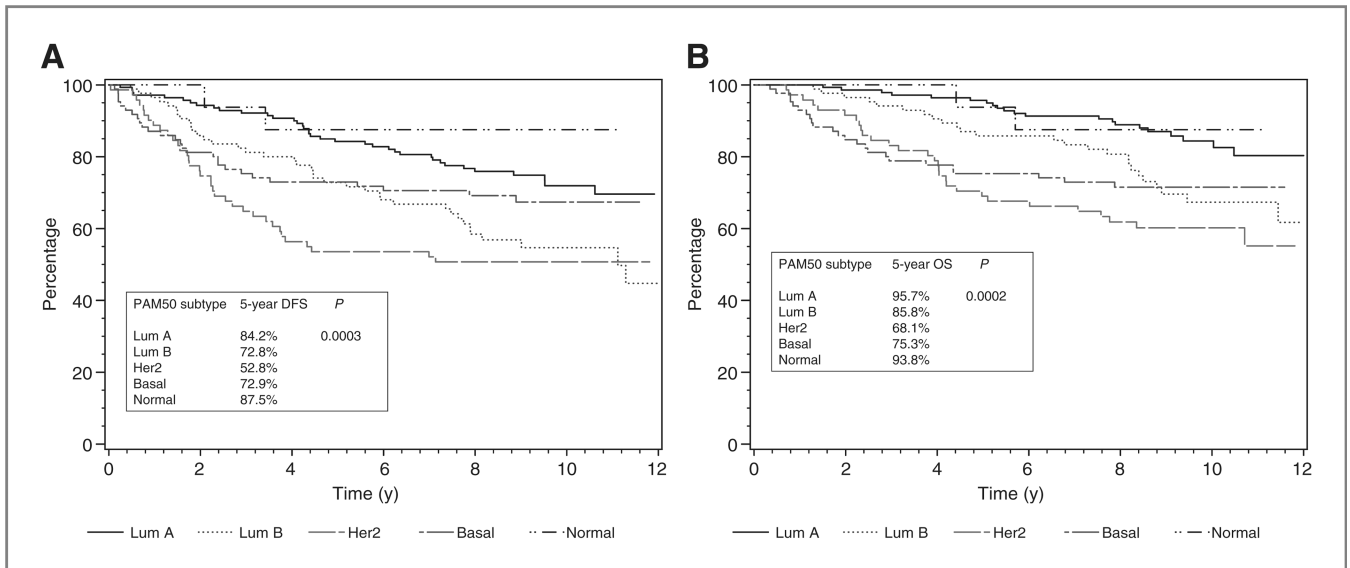 A
B
100
80
60
40
20
0
Percentage
PAM50 subtype 5-year DFS P
Lum A 84.2% 0.0003
Lum B 72.8%
Her2 52.8%
Basal 72.9%
Normal 87.5%
0 2 4 6 8 10 12
Time (y)
Lum A Lum B Her2 Basal Normal
100
80
60
40
20
0
Percentage
PAM50 subtype 5-year OS P
Lum A 95.7% 0.0002
Lum B 85.8%
Her2 68.1%
Basal 75.3%
Normal 93.8%
0 2 4 6 8 10 12
Time (y)
Lum A Lum B Her2 Basal Normal